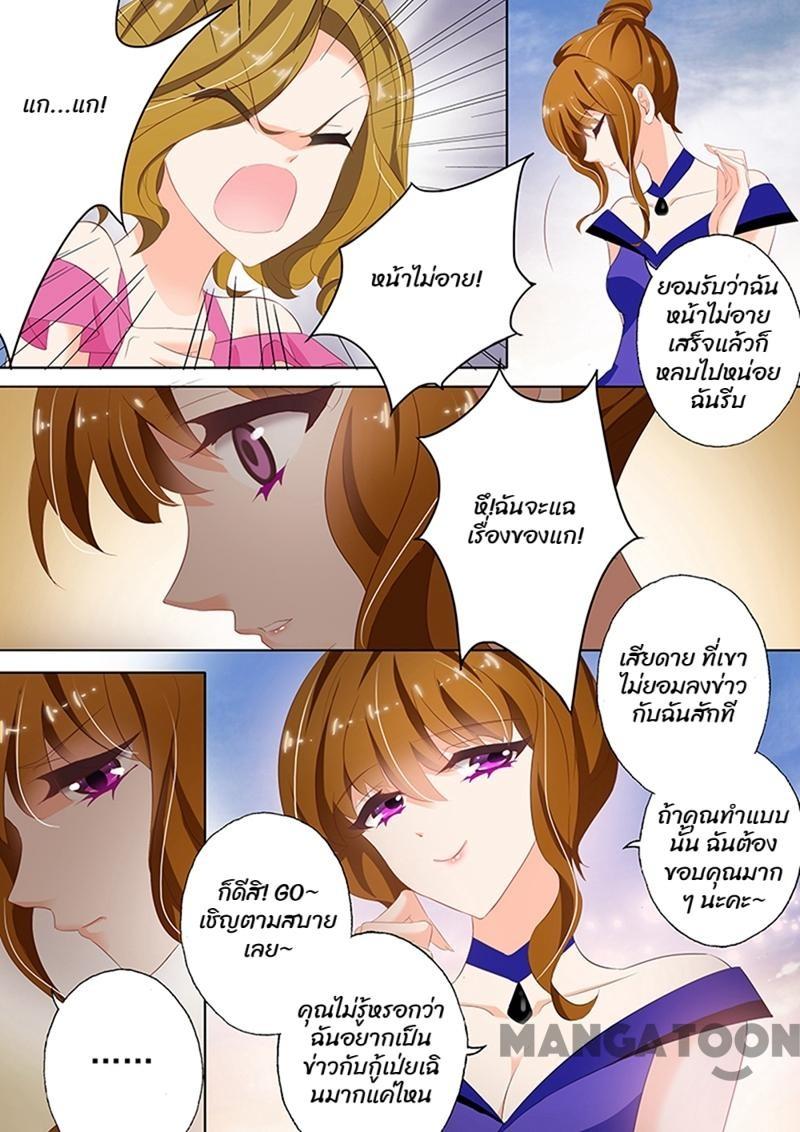 แก...แก!
หน้าไม่อาย!
ยอมรับว่าฉัน
หน้าไม่อาย
เสร็จแล้วก็
หลบไปหน่อย
ฉันรีบ
หึ!ฉันจะแฉ
เรื่องของแก!
เสียดาย ที่เขา
ไม่ยอมลงข่าว
กับฉันสักที
ถ้าคุณทำแบบ
นั้น ฉันต้อง
ขอบคุณมาก
ๆ นะคะ~
ก็ดีสิ! GO~
เชิญตามสบาย
เลย~
คุณไม่รู้หรอกว่า
ฉันอยากเป็น
ข่าวกับกู้เป่ยเฉิ
นมากแค่ไหน
......
MANGATOON